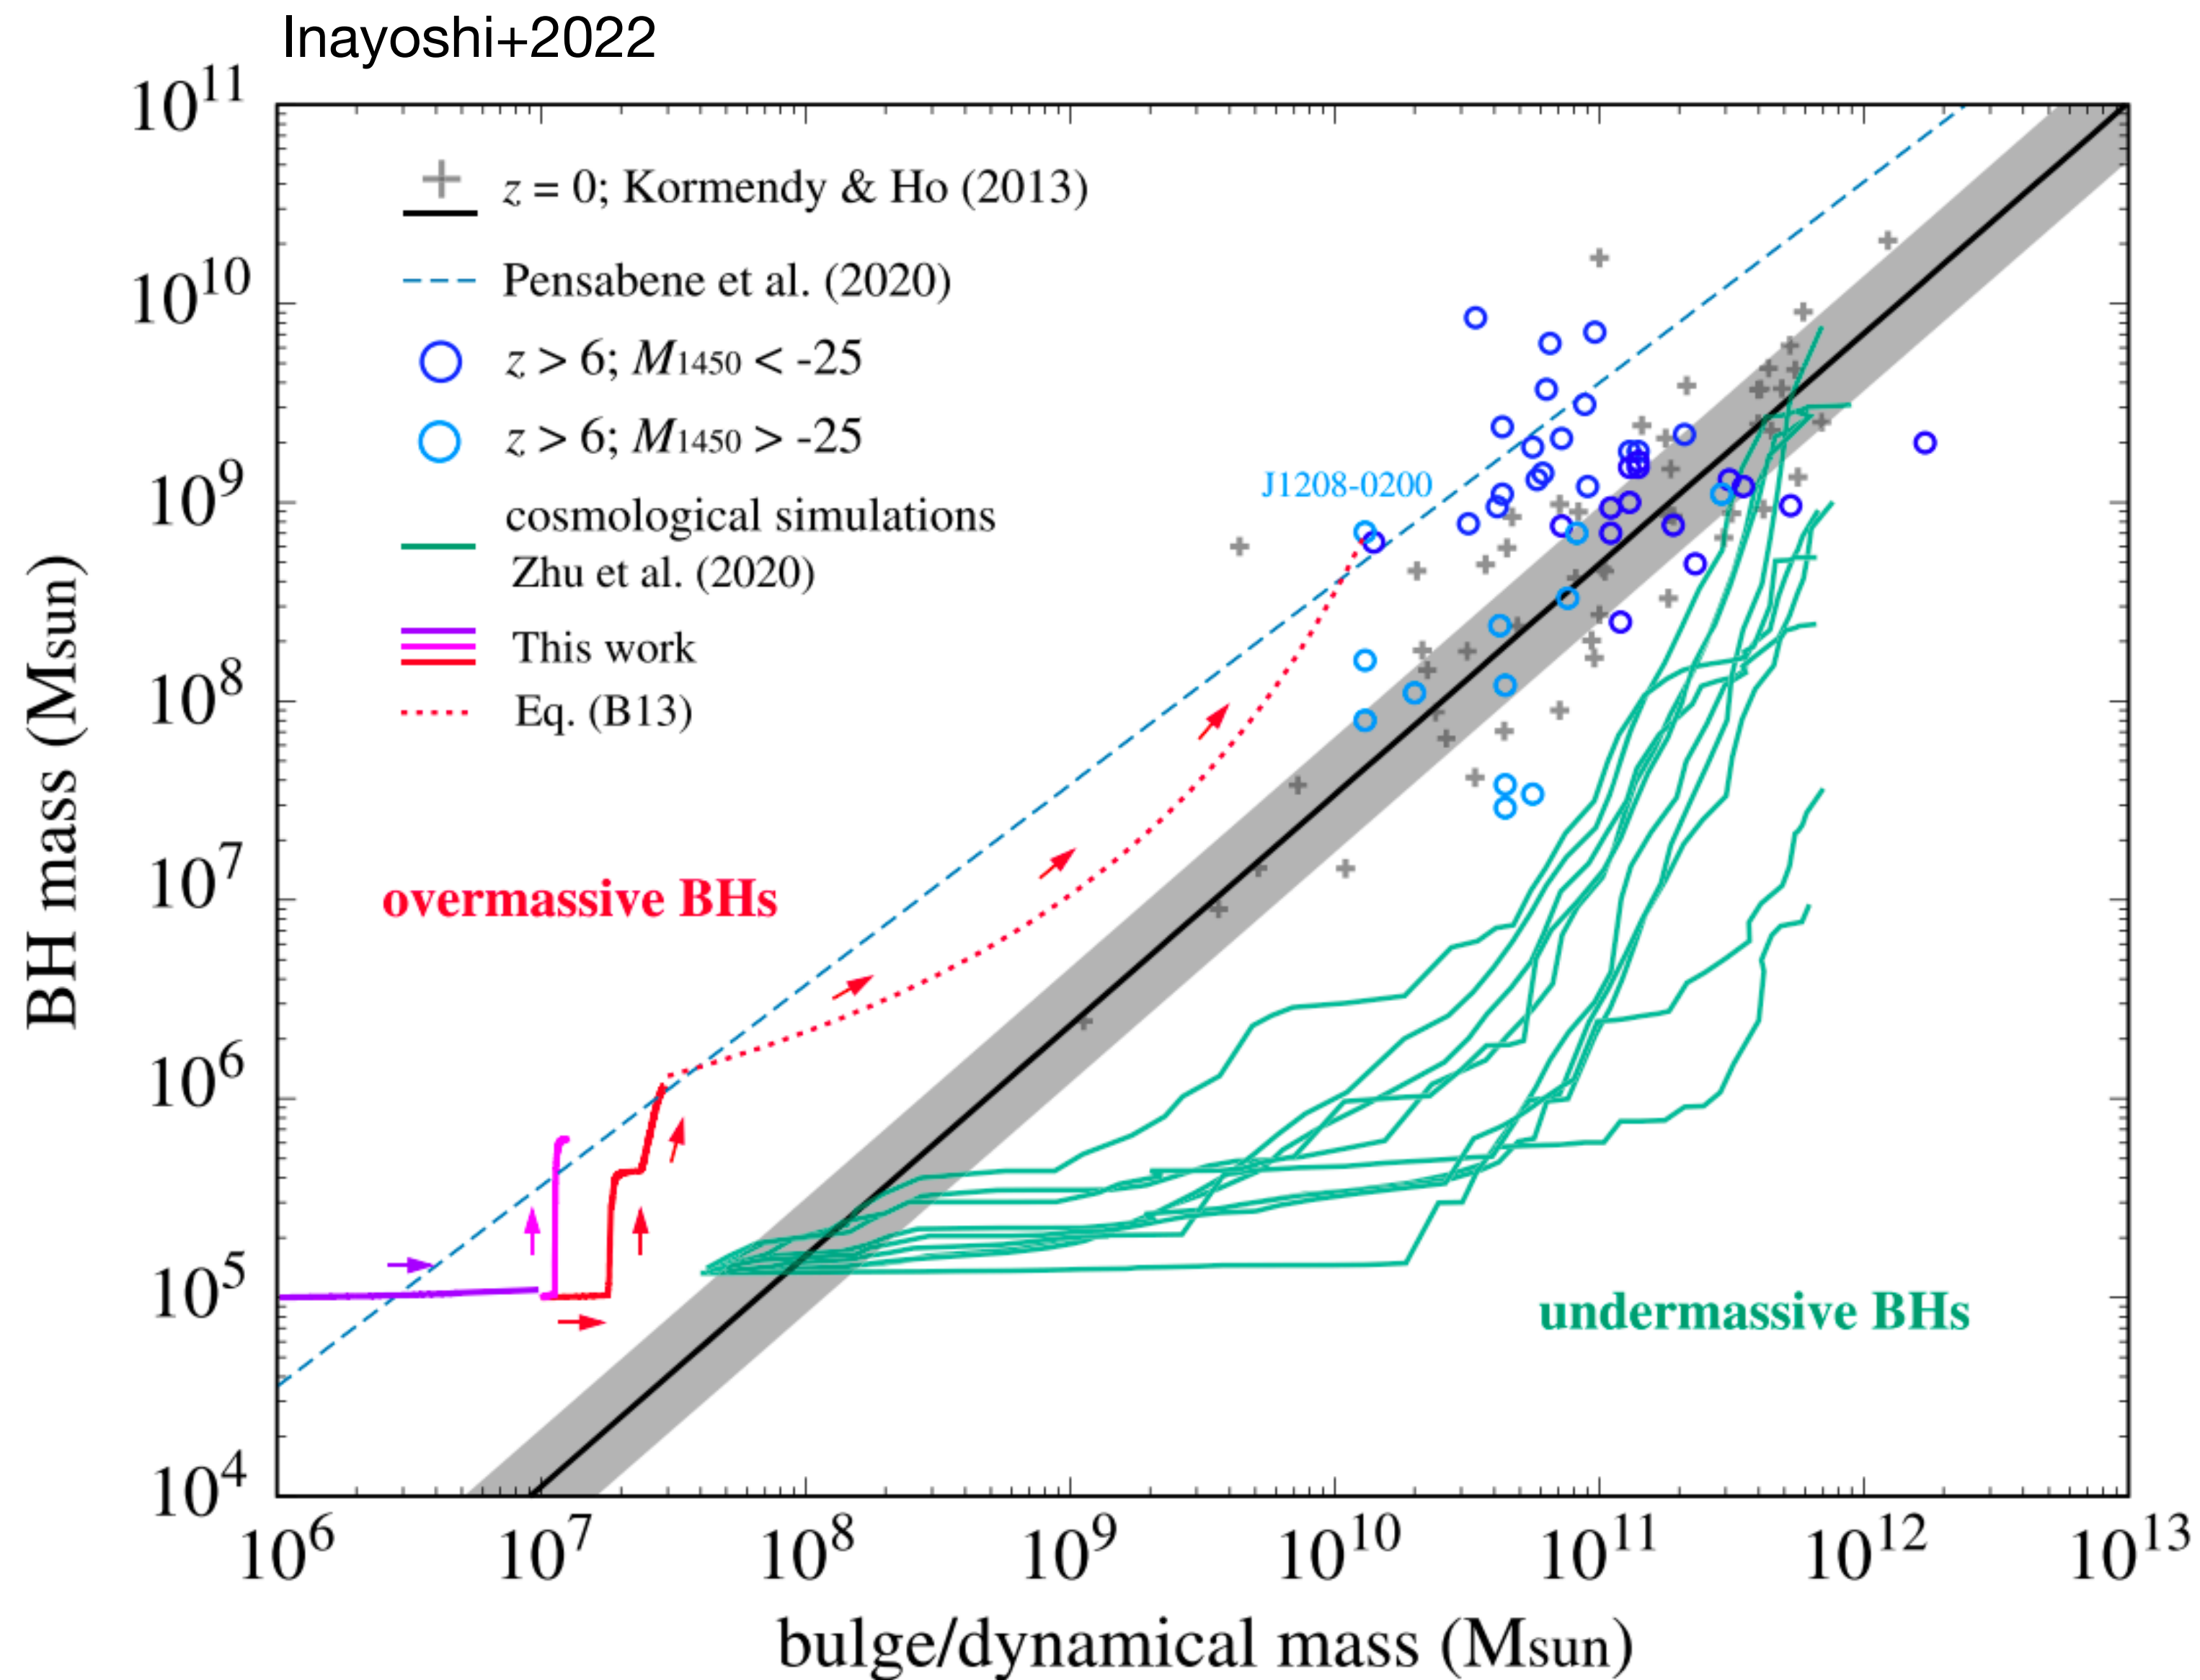 Inayoshi+2022
10^11
10^10
10^9
10^8
10^7
10^6
10^5
10^4
BH mass (Msun)
z = 0; Kormendy & Ho (2013)
Pensabene et al. (2020)
z > 6; M1450 < -25
z > 6; M1450 > -25
cosmological simulations
Zhu et al. (2020)
This work
Eq. (B13)
J1208-0200
overmassive BHs
undermassive BHs
10^6 10^7 10^8 10^9 10^10 10^11 10^12 10^13
bulge/dynamical mass (Msun)